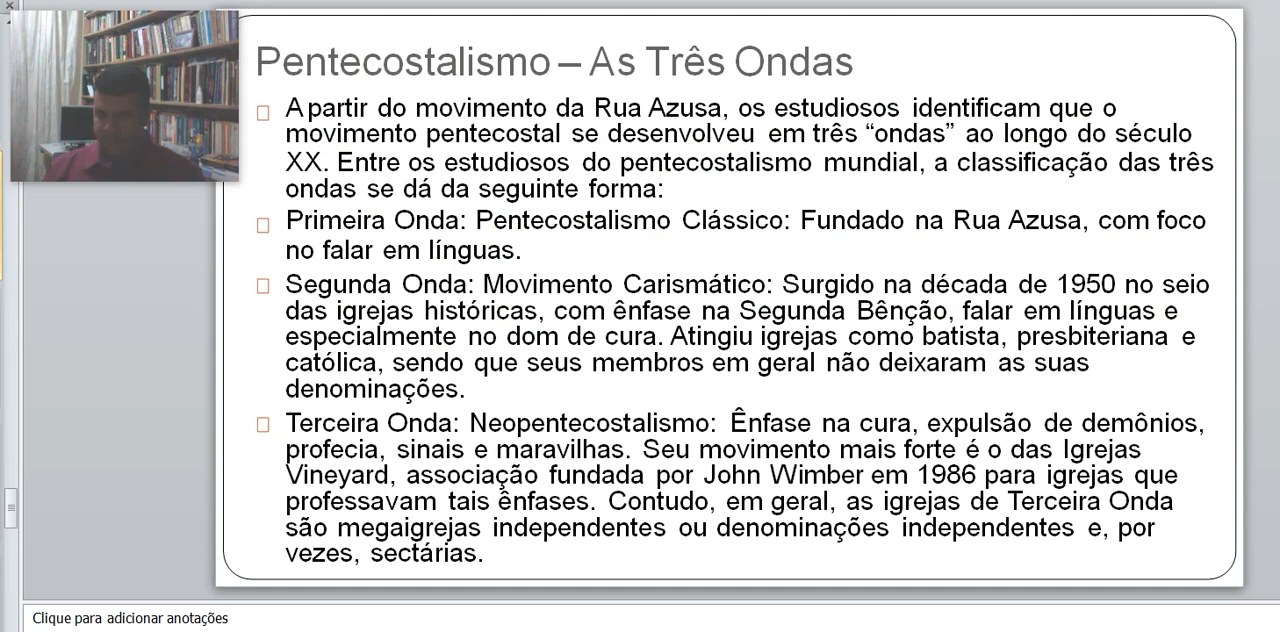 Pentecostalismo – As Três Ondas
A partir do movimento da Rua Azusa, os estudiosos identificam que o
movimento pentecostal se desenvolveu em três “ondas” ao longo do século
XX. Entre os estudiosos do pentecostalismo mundial, a classificação das três
ondas se dá da seguinte forma:
Primeira Onda: Pentecostalismo Clássico: Fundado na Rua Azusa, com foco
no falar em línguas.
Segunda Onda: Movimento Carismático: Surgido na década de 1950 no seio
das igrejas históricas, com ênfase na Segunda Bênção, falar em línguas e
especialmente no dom de cura. Atingiu igrejas como batista, presbiteriana e
católica, sendo que seus membros em geral não deixaram as suas
denominações.
Terceira Onda: Neopentecostalismo: Ênfase na cura, expulsão de demônios,
profecia, sinais e maravilhas. Seu movimento mais forte é o das Igrejas
Vineyard, associação fundada por John Wimber em 1986 para igrejas que
professavam tais ênfases. Contudo, em geral, as igrejas de Terceira Onda
são megaigrejas independentes ou denominações independentes e, por
vezes, sectárias.
Clique para adicionar anotações